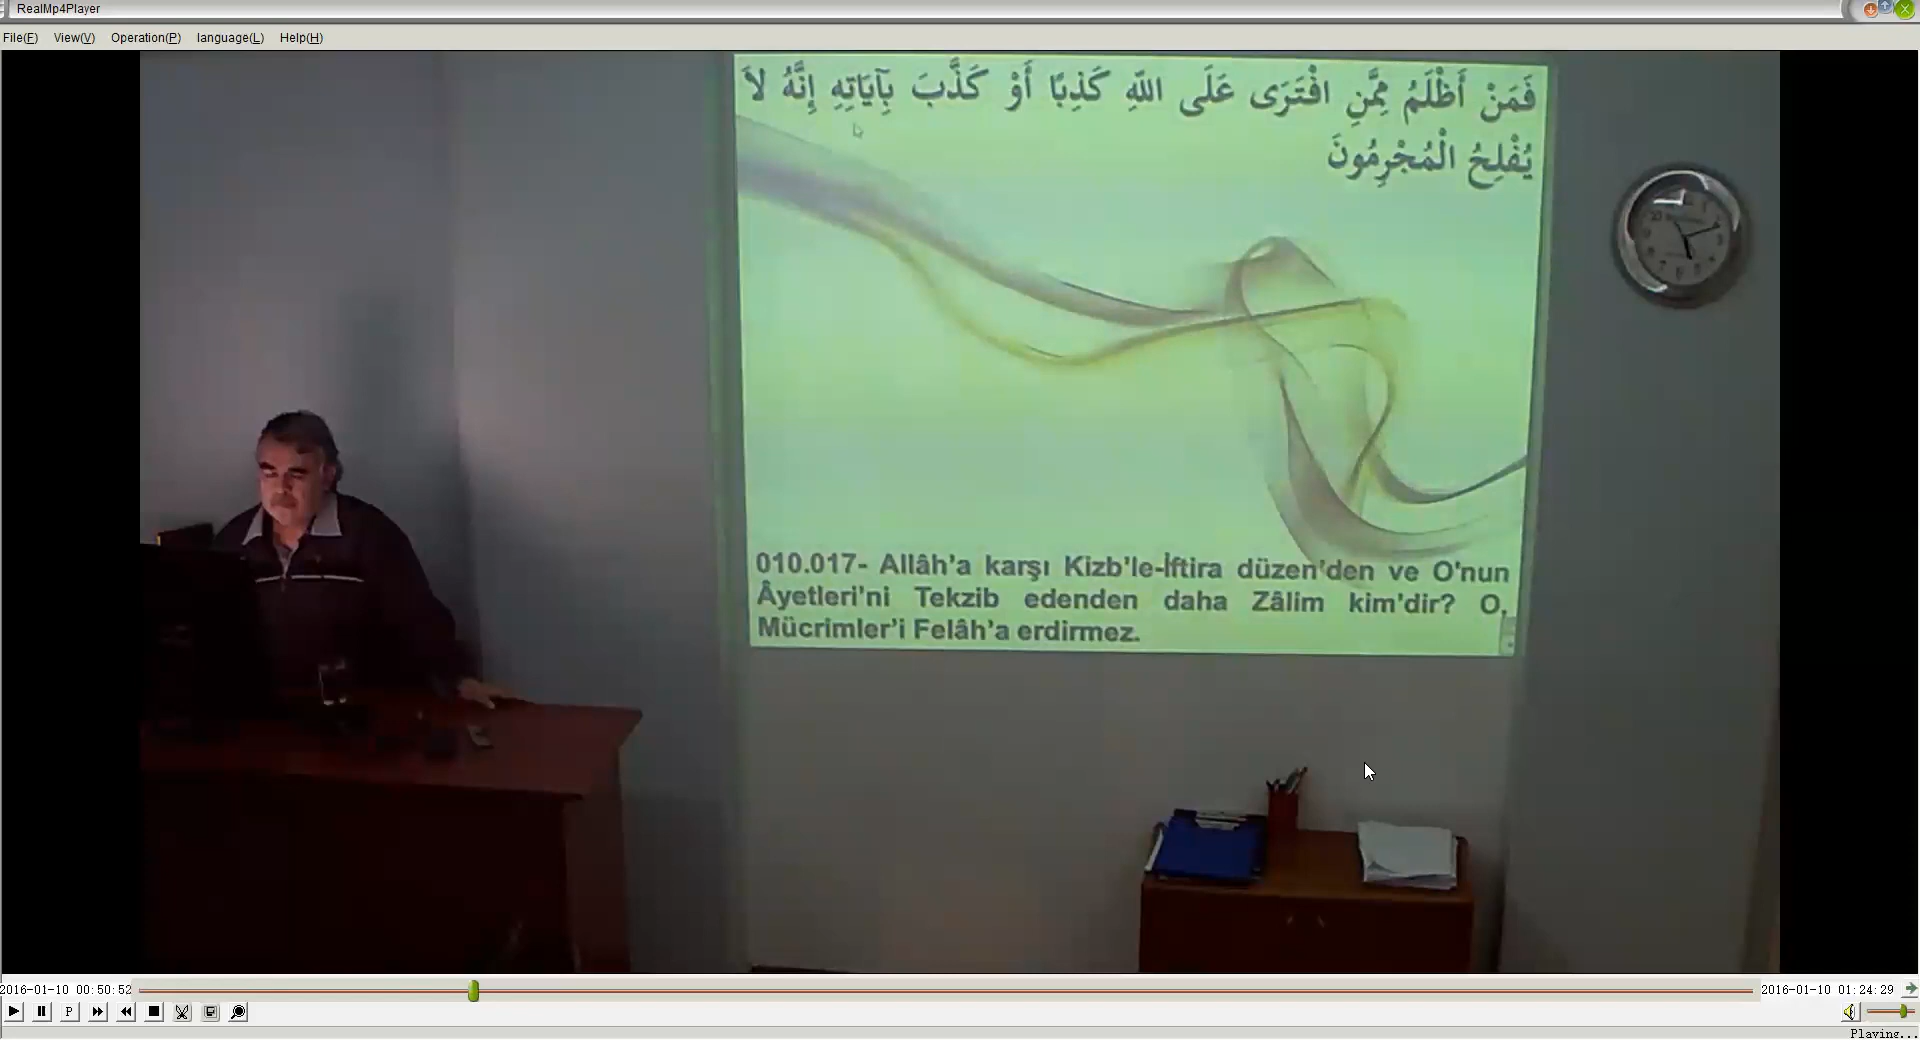 RealMp4Player
File(F) View(V) Operation(P) language(L) Help(H)
فَمَنْ أَظْلَمُ مِمَّنِ افْتَرَى عَلَى اللّهِ كَذِبًا أَوْ كَذَّبَ بِآيَاتِهِ إِنَّهُ لاَ
يُفْلِحُ الْمُجْرِمُونَ
010.017- Allâh'a karşı Kizb'le-İftira düzen'den ve O'nun
Âyetleri'ni Tekzib edenden daha Zâlim kim'dir? O,
Mücrimler'i Felâh'a erdirmez.
2016-01-10 00:50:52
2016-01-10 01:24:29
P
Playing...